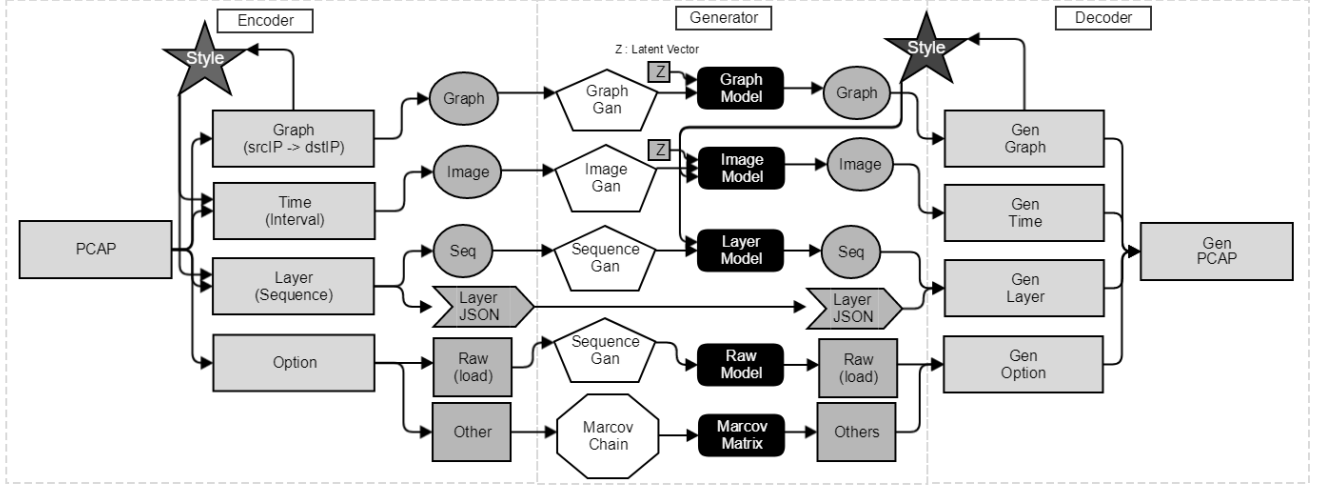 Encoder
Generator
Decoder
Style
Z : Latent Vector
Style
Z
Graph
Graph
Gan
Graph
Model
Graph
Graph
(srcIP -> dstIP)
Gen
Graph
Z
Image
Image
Gan
Image
Model
Image
Time
(Interval)
Gen
Time
PCAP
Seq
Sequence
Gan
Layer
Model
Seq
Gen
PCAP
Layer
(Sequence)
Layer
JSON
Layer
JSON
Gen
Layer
Option
Raw
(load)
Sequence
Gan
Raw
Model
Raw
(load)
Gen
Option
Other
Marcov
Chain
Marcov
Matrix
Others